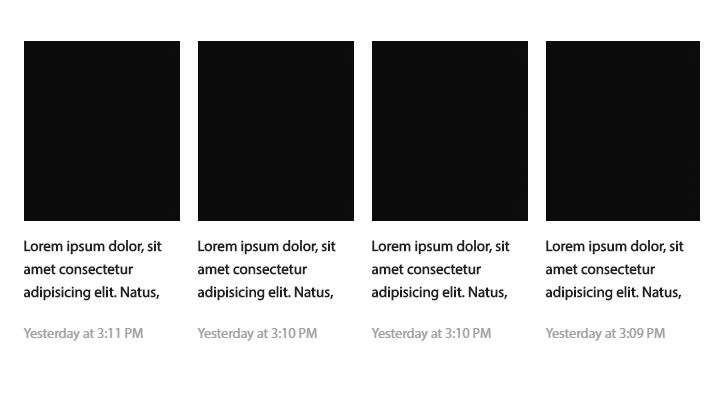 Lorem ipsum dolor, sit
amet consectetur
adipisicing elit. Natus,
Yesterday at 3:11 PM
Lorem ipsum dolor, sit
amet consectetur
adipisicing elit. Natus,
Yesterday at 3:10 PM
Lorem ipsum dolor, sit
amet consectetur
adipisicing elit. Natus,
Yesterday at 3:10 PM
Lorem ipsum dolor, sit
amet consectetur
adipisicing elit. Natus,
Yesterday at 3:09 PM